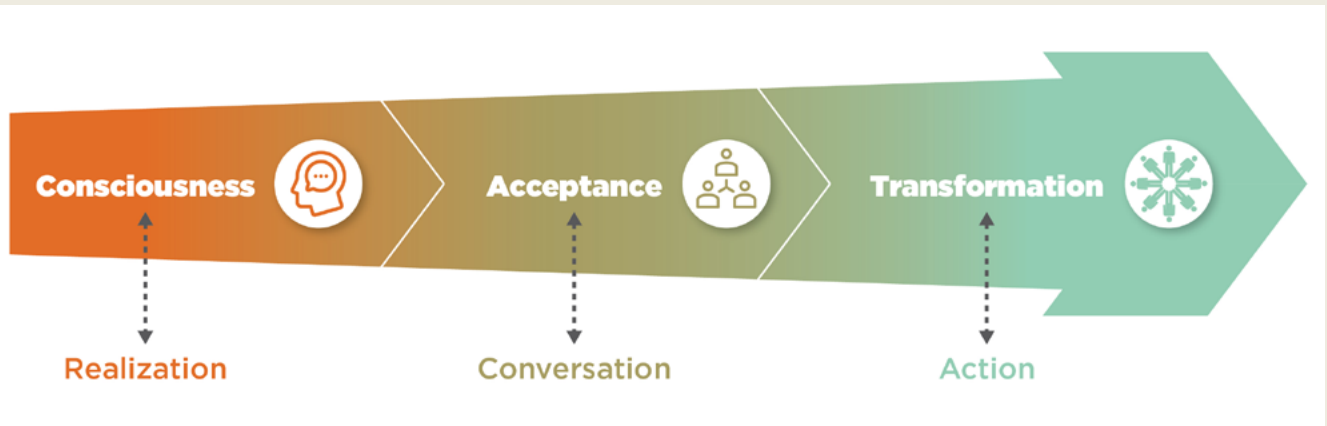 Consciousness
Acceptance
Transformation
Realization
Conversation
Action